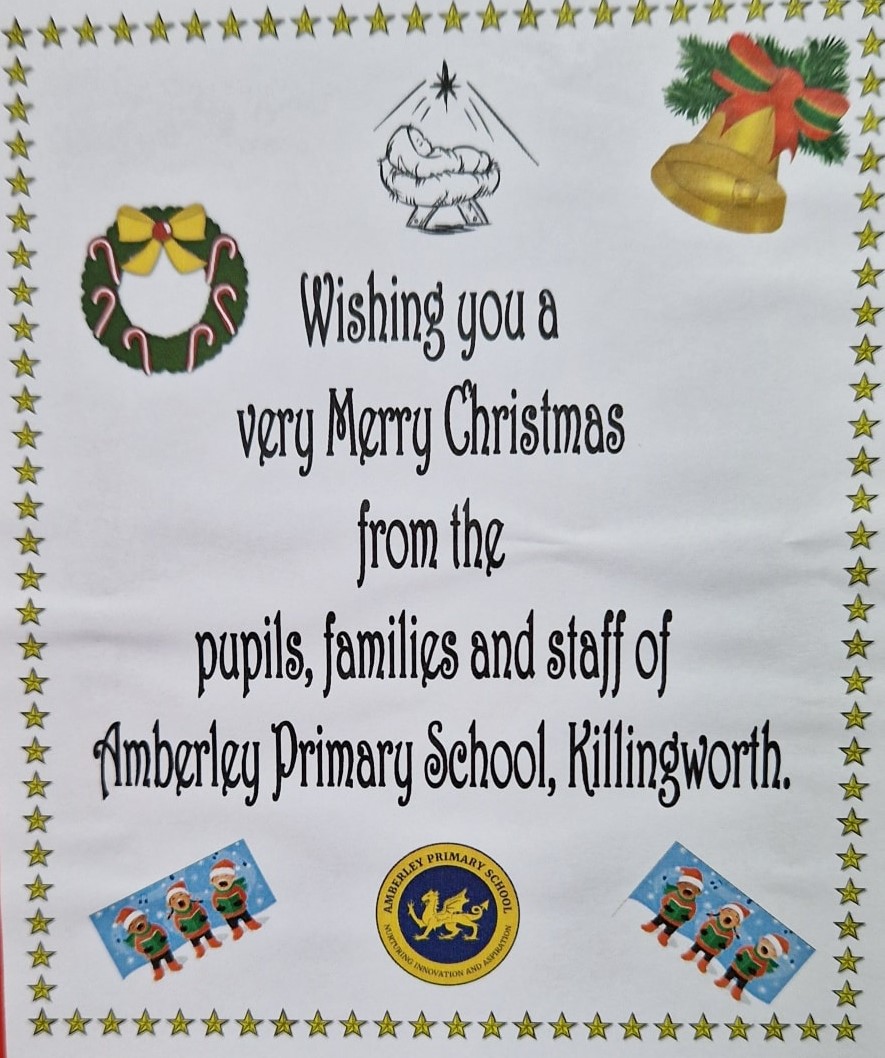 Wishing you a
very Merry Christmas
from the
pupils, families and staff of
Amberley Primary School, Killingworth.
AMBERLEY PRIMARY SCHOOL
NURTURING INNOVATION AND ASPIRATION